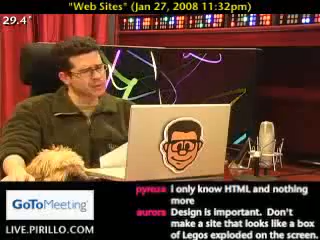 "Web Sites" (Jan 27, 2008 11:32pm)
29.4°
pyroza I only know HTML and nothing
more
aurora Design is important. Don't
make a site that looks like a box
of Legos exploded on the screen.
GoToMeeting
LIVE.PIRILLO.COM